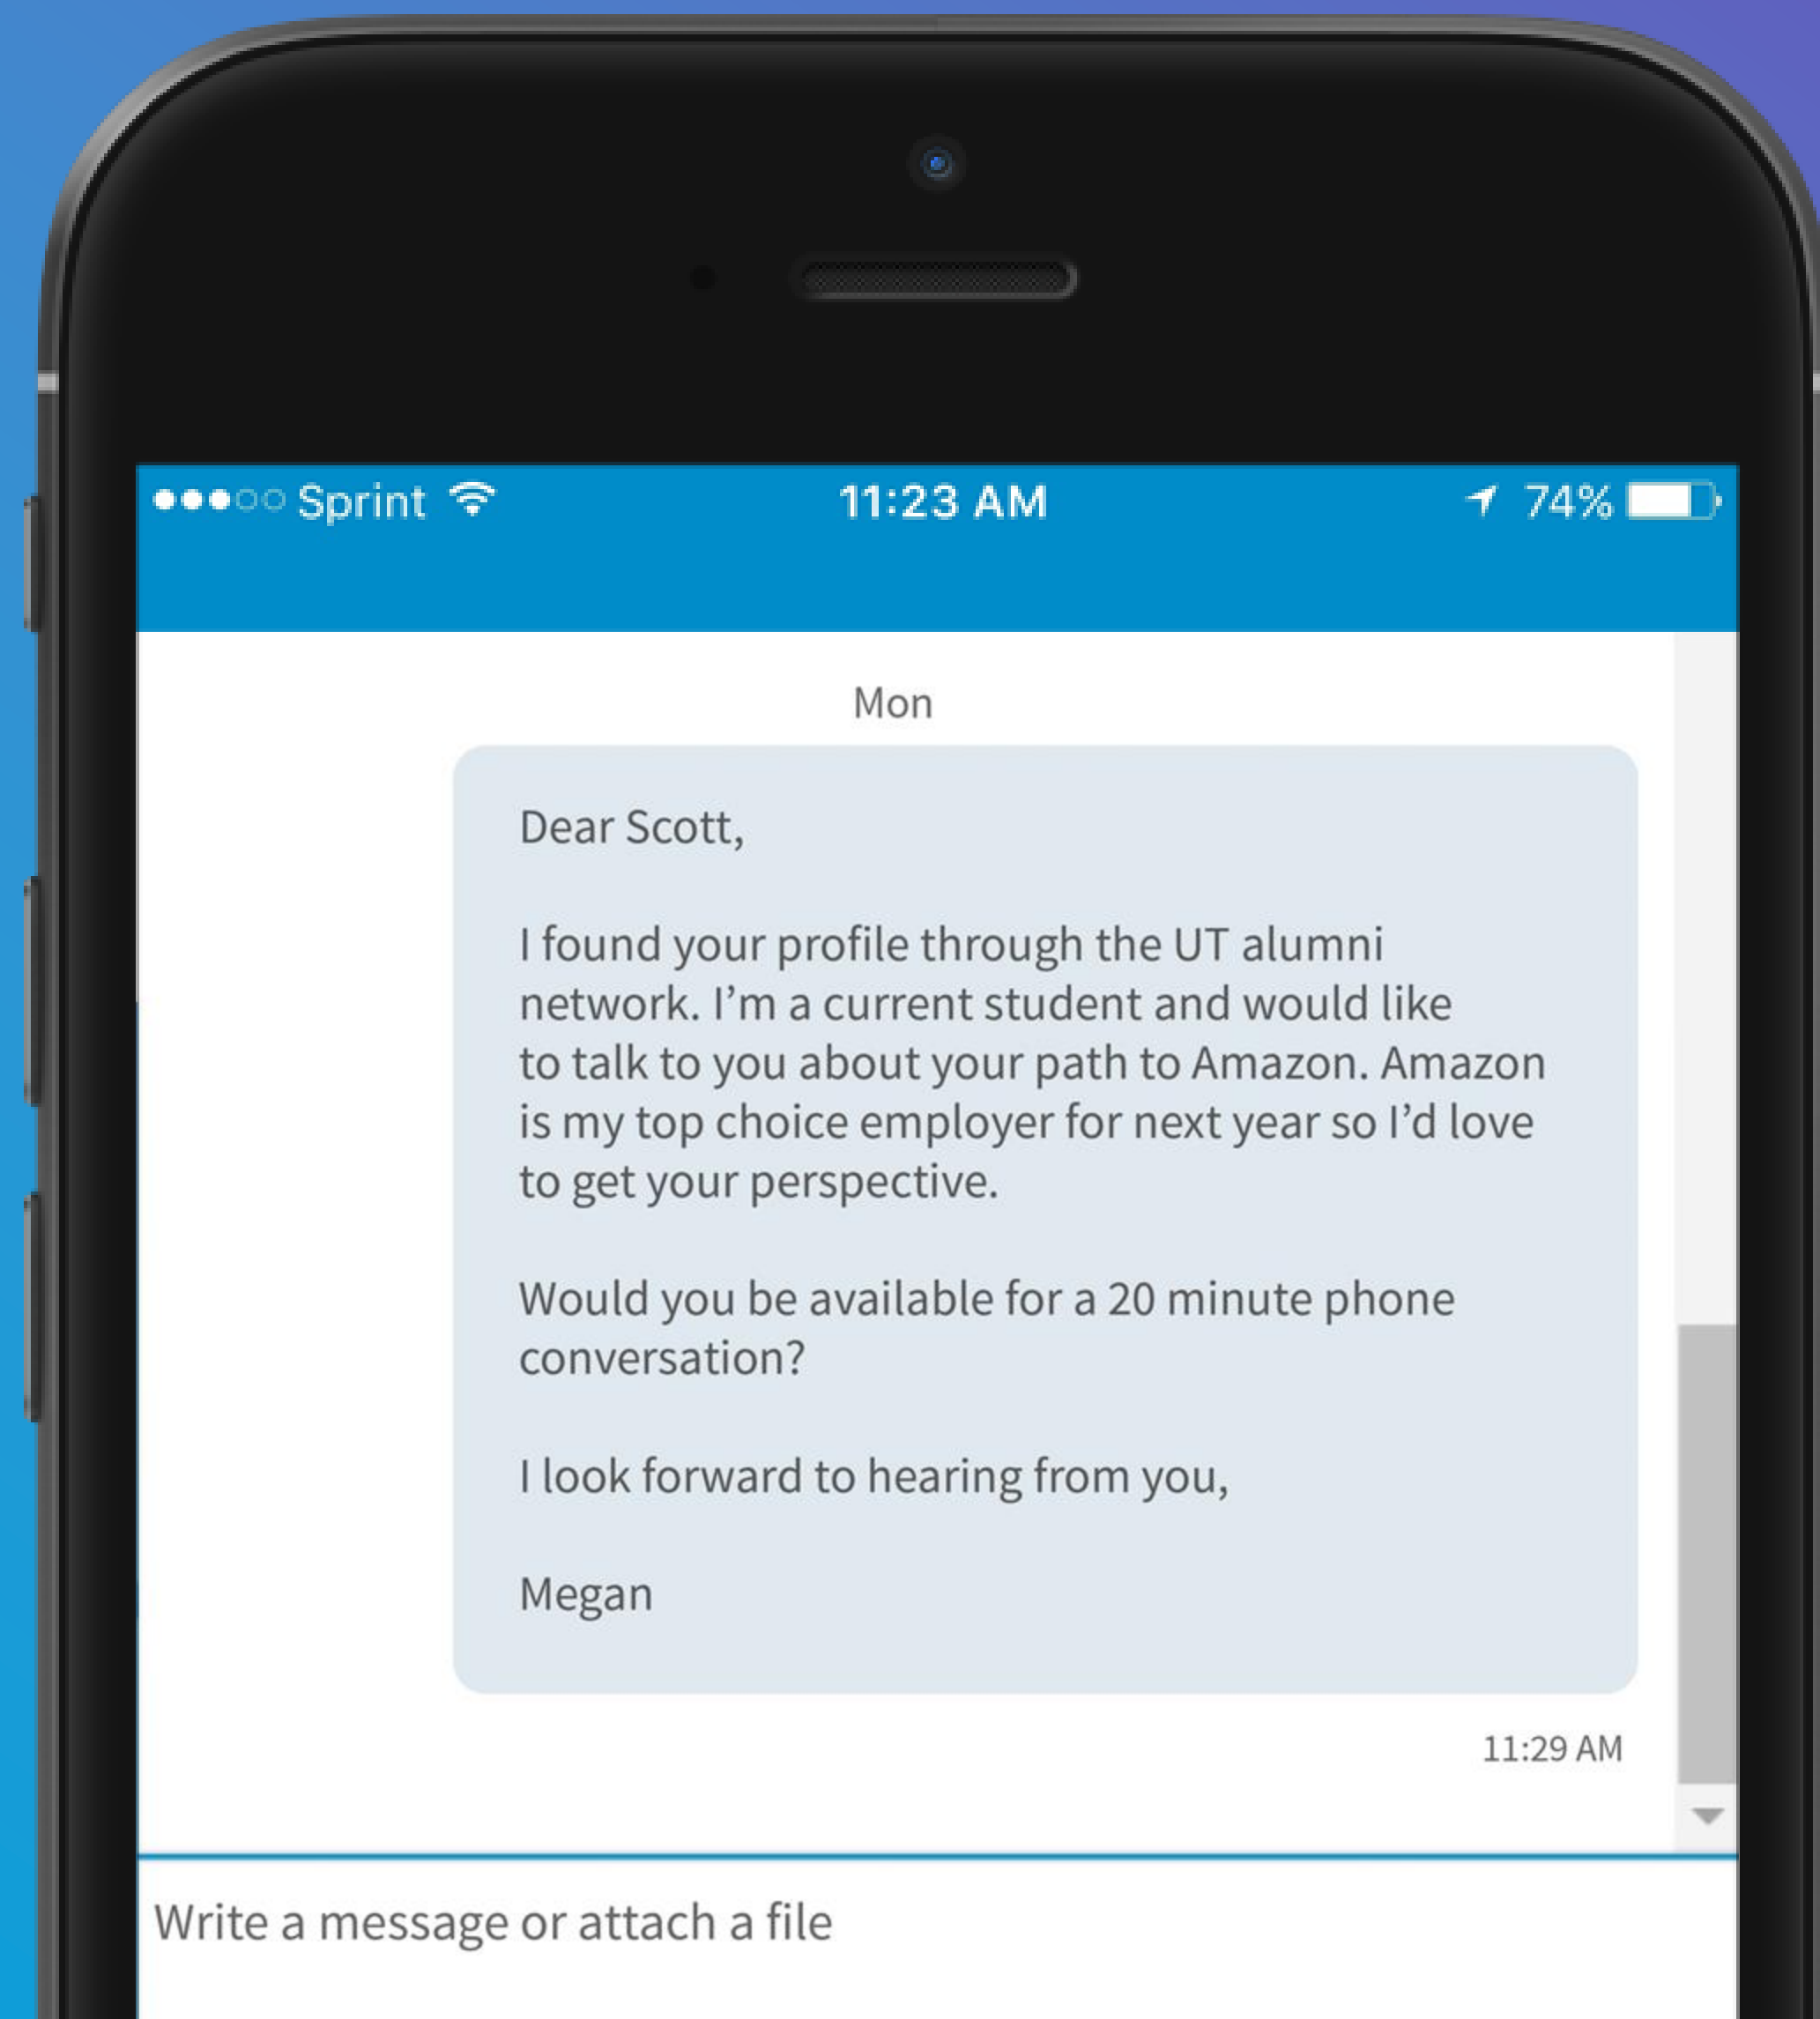 Sprint 11:23 AM 74%
Mon
Dear Scott,
I found your profile through the UT alumni
network. I’m a current student and would like
to talk to you about your path to Amazon. Amazon
is my top choice employer for next year so I’d love
to get your perspective.
Would you be available for a 20 minute phone
conversation?
I look forward to hearing from you,
Megan
11:29 AM
Write a message or attach a file